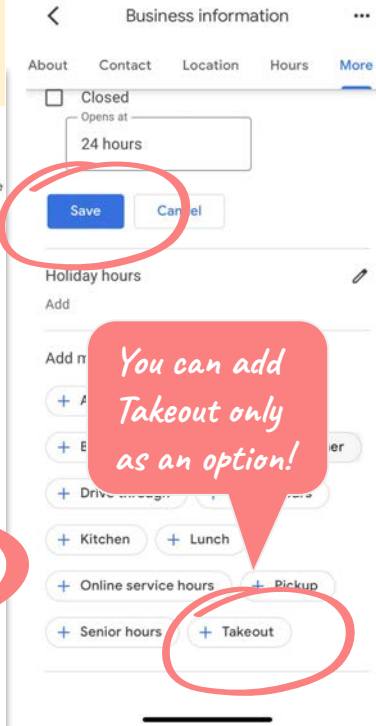 Business information
About Contact Location Hours More
Closed
Opens at
24 hours
Save Cancel
Holiday hours
Add
Add
You can add
Takeout only
as an option!
+ Kitchen + Lunch
+ Online service hours + Pickup
+ Senior hours + Takeout